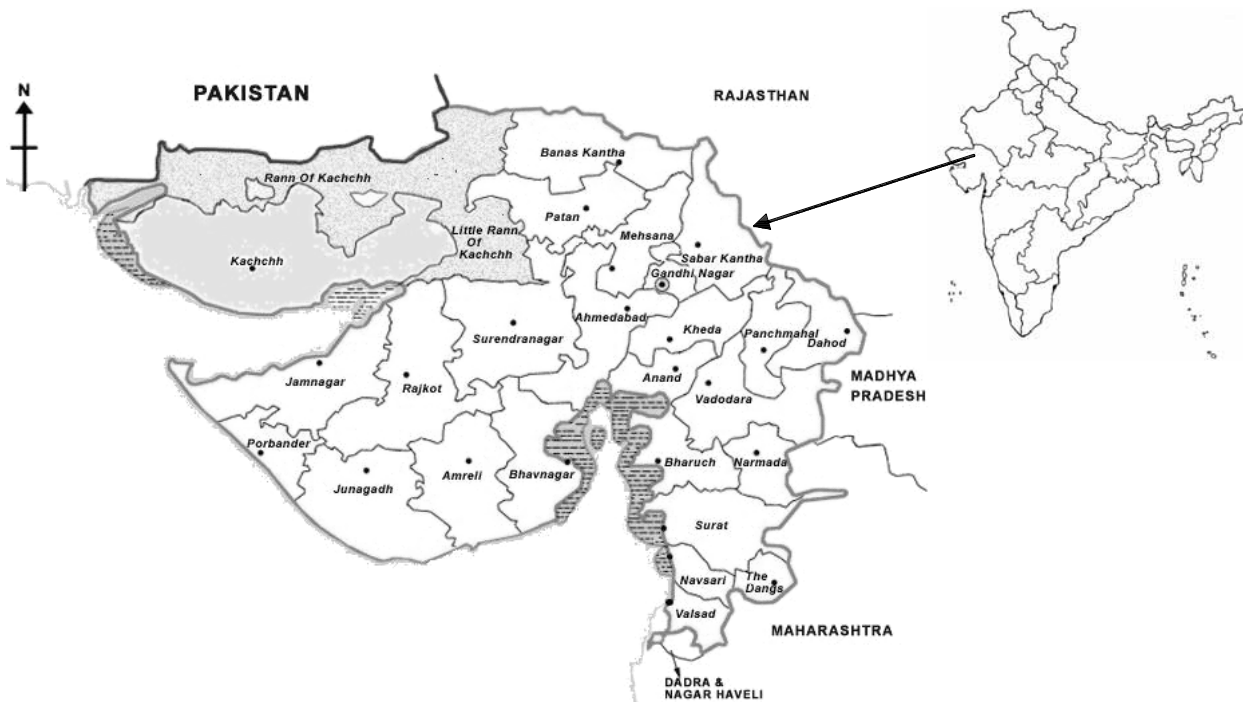 N
PAKISTAN
RAJASTHAN
Banas Kantha
Rann Of Kachchh
Patan
Little Rann
Of
Kachchh
Mehsana
Sabar Kantha
Kachchh
Gandhi Nagar
Ahmedabad
Surendranagar
Kheda
Panchmahal
Dahod
Jamnagar
Rajkot
Anand
Vadodara
MADHYA
PRADESH
Porbander
Junagadh
Amreli
Bhavnagar
Bharuch
Narmada
Surat
Navsari
The
Dangs
Valsad
MAHARASHTRA
DADRA &
NAGAR HAVELI